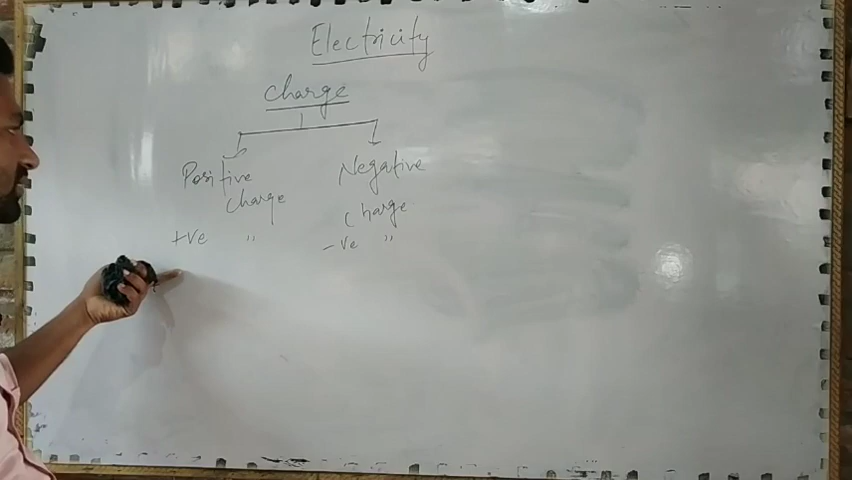 Electricity
Charge
Positive Negative
Charge Charge
+ve " -ve "